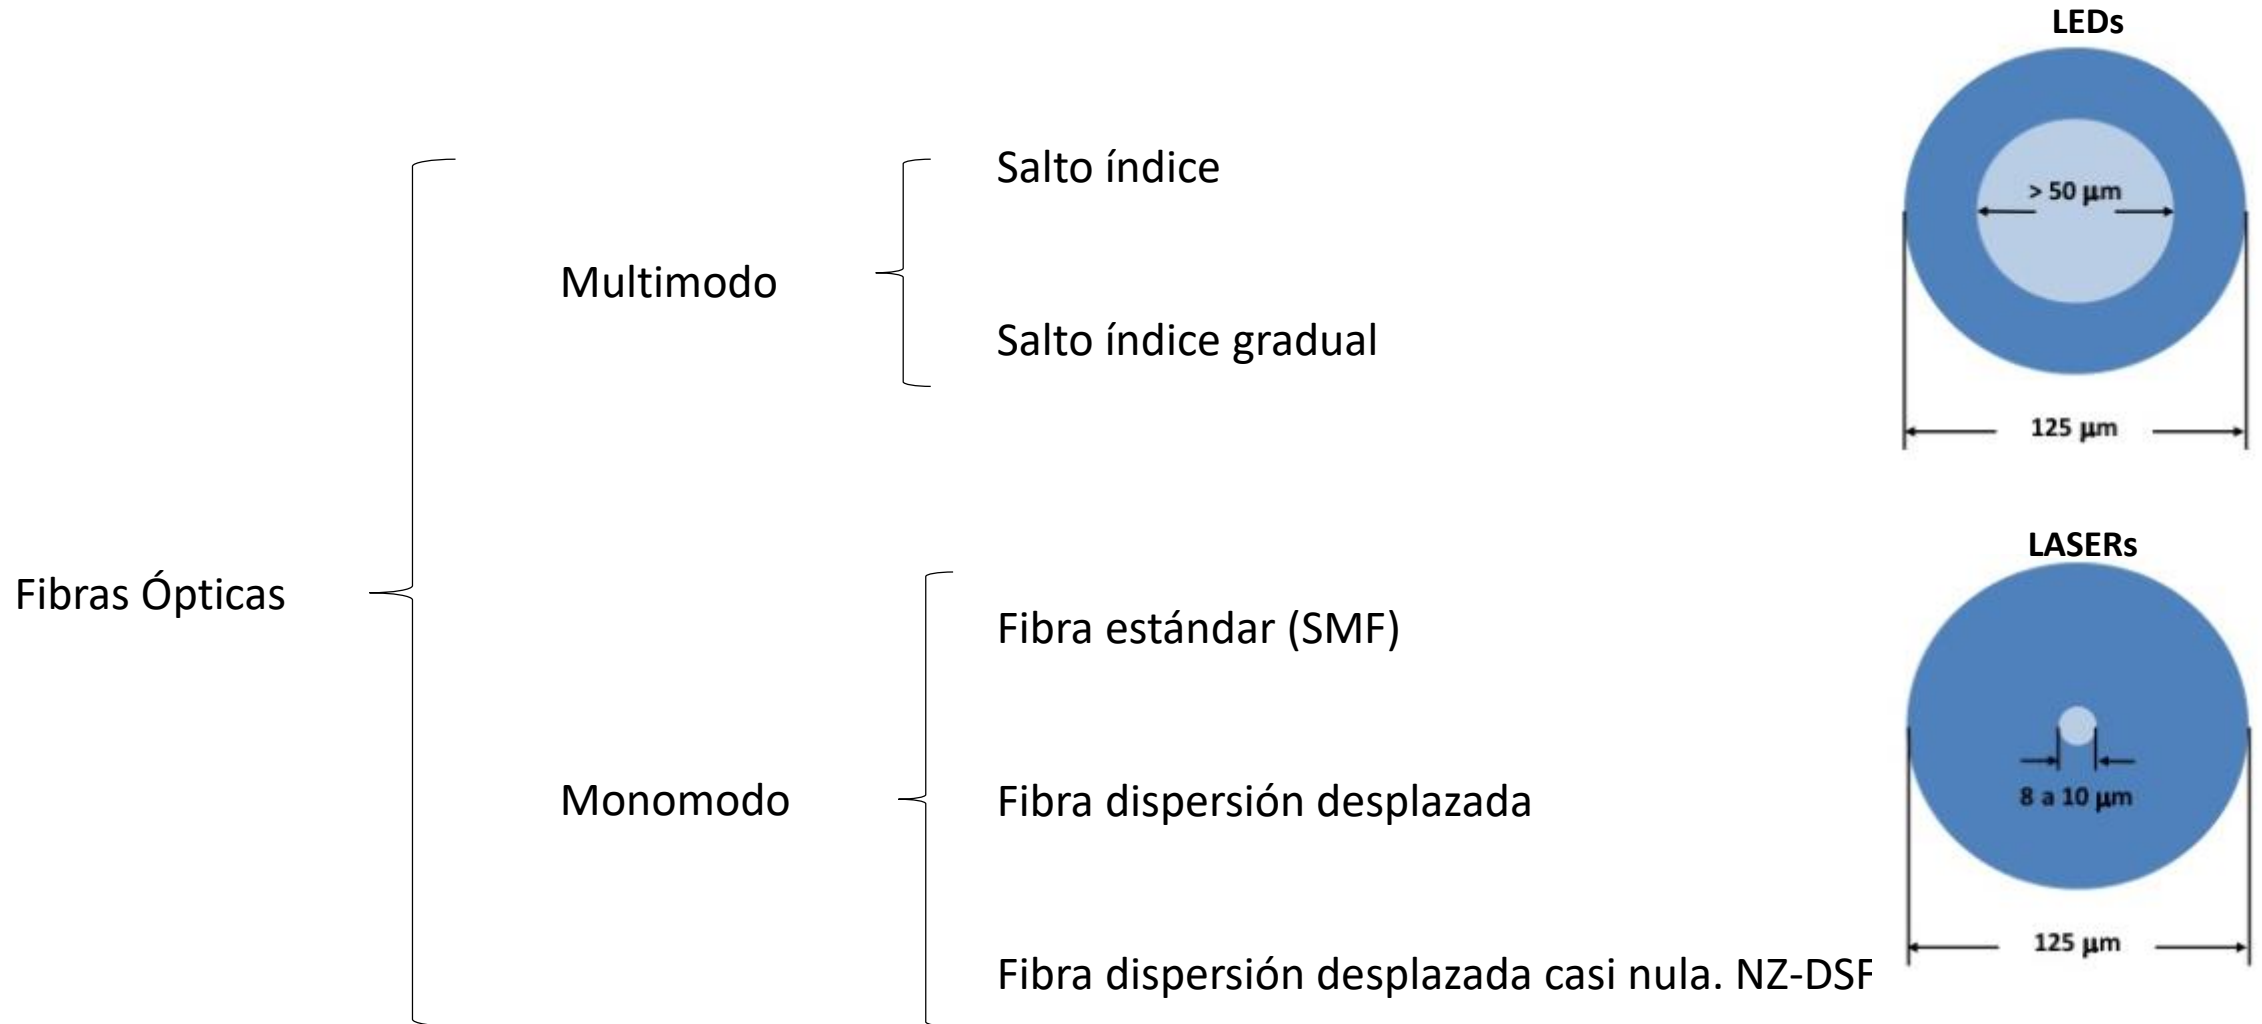 LEDs
Salto índice
> 50 μm
Multimodo
Salto índice gradual
125 μm
LASERs
Fibras Ópticas
Fibra estándar (SMF)
Monomodo
Fibra dispersión desplazada
8 a 10 μm
125 μm
Fibra dispersión desplazada casi nula. NZ-DSF